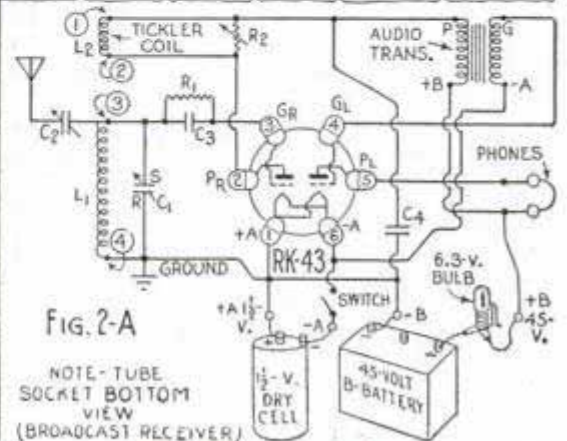 1
TICKLER
COIL
L2
2
R2
AUDIO
TRANS.
P
G
+B
-A
3
R1
C3
GR
GL
3
4
C2
PR
2
PL
5
PHONES
L1
S
R
C1
4
+A
-A
1
6
RK-43
C4
GROUND
SWITCH
6.3-V.
BULB
+A 1½-
V.
-A
-B
+B
45-
V.
FIG. 2-A
1½-V.
DRY
CELL
45-VOLT
B-BATTERY
NOTE-TUBE
SOCKET BOTTOM
VIEW
(BROADCAST RECEIVER)